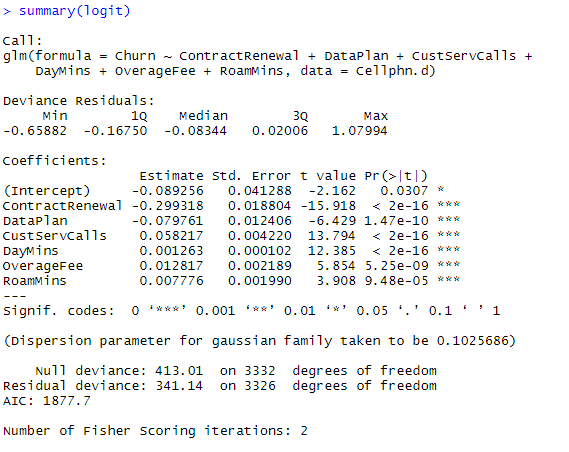 > summary(logit)
Call:
glm(formula = Churn ~ ContractRenewal + DataPlan + CustServCalls +
    DayMins + OverageFee + RoamMins, data = Cellphn.d)
Deviance Residuals:
     Min        1Q    Median        3Q       Max
-0.65882  -0.16750  -0.08344   0.02006   1.07994
Coefficients:
                 Estimate Std. Error t value Pr(>|t|)
(Intercept)     -0.089256   0.041288  -2.162   0.0307 *
ContractRenewal -0.299318   0.018804 -15.918  < 2e-16 ***
DataPlan        -0.079761   0.012406  -6.429 1.47e-10 ***
CustServCalls    0.058217   0.004220  13.794  < 2e-16 ***
DayMins          0.001263   0.000102  12.385  < 2e-16 ***
OverageFee       0.012817   0.002189   5.854 5.25e-09 ***
RoamMins         0.007776   0.001990   3.908 9.48e-05 ***
---
Signif. codes:  0 ‘***’ 0.001 ‘**’ 0.01 ‘*’ 0.05 ‘.’ 0.1 ‘ ’ 1
(Dispersion parameter for gaussian family taken to be 0.1025686)
    Null deviance: 413.01  on 3332  degrees of freedom
Residual deviance: 341.14  on 3326  degrees of freedom
AIC: 1877.7
Number of Fisher Scoring iterations: 2